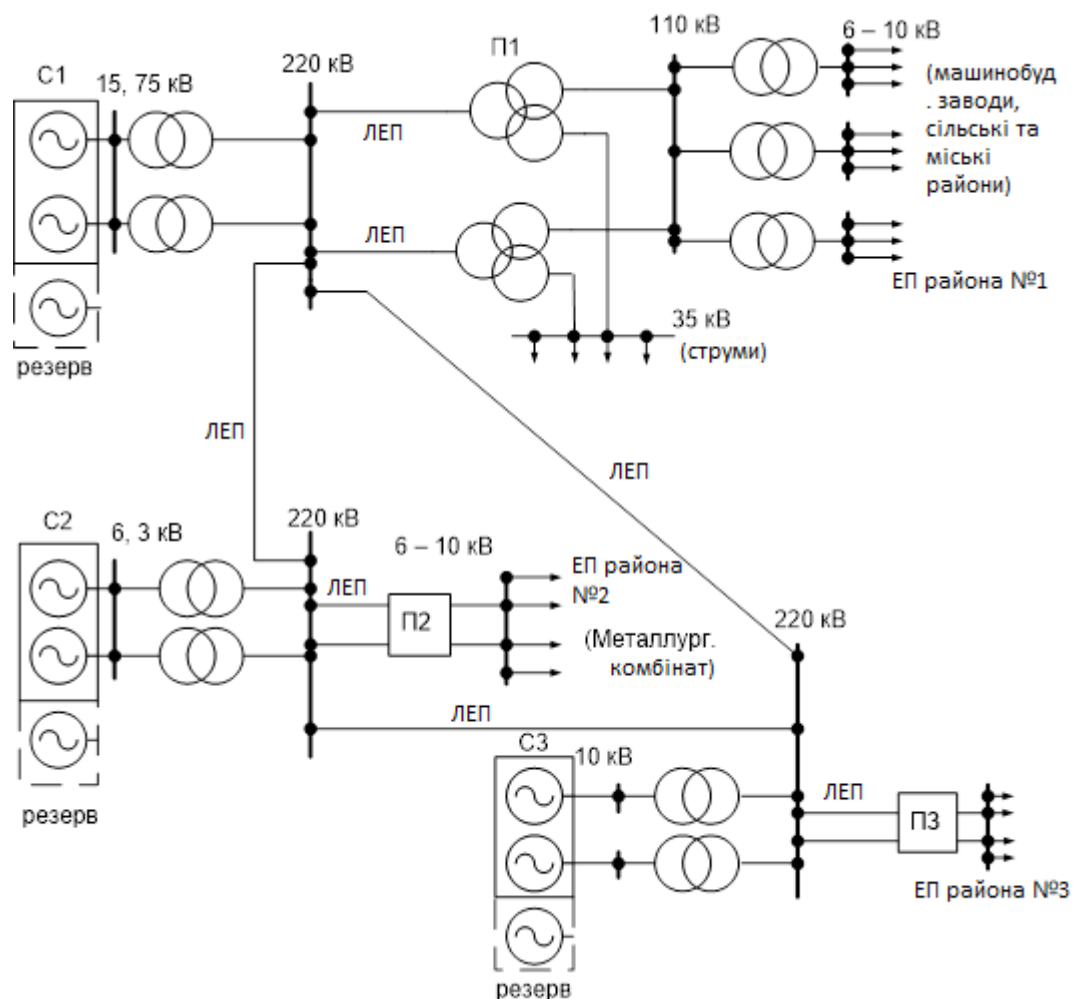 С1
15, 75 кВ
220 кВ
П1
110 кВ
6 – 10 кВ
(машинобуд
. заводи,
сільські та
міські
райони)
ЛЕП
ЛЕП
ЕП района №1
35 кВ
(струми)
резерв
ЛЕП
ЛЕП
С2
6, 3 кВ
220 кВ
6 – 10 кВ
ЕП района
№2
ЛЕП
П2
(Металлург.
комбінат)
220 кВ
ЛЕП
резерв
С3
10 кВ
ЛЕП
П3
ЕП района №3
резерв